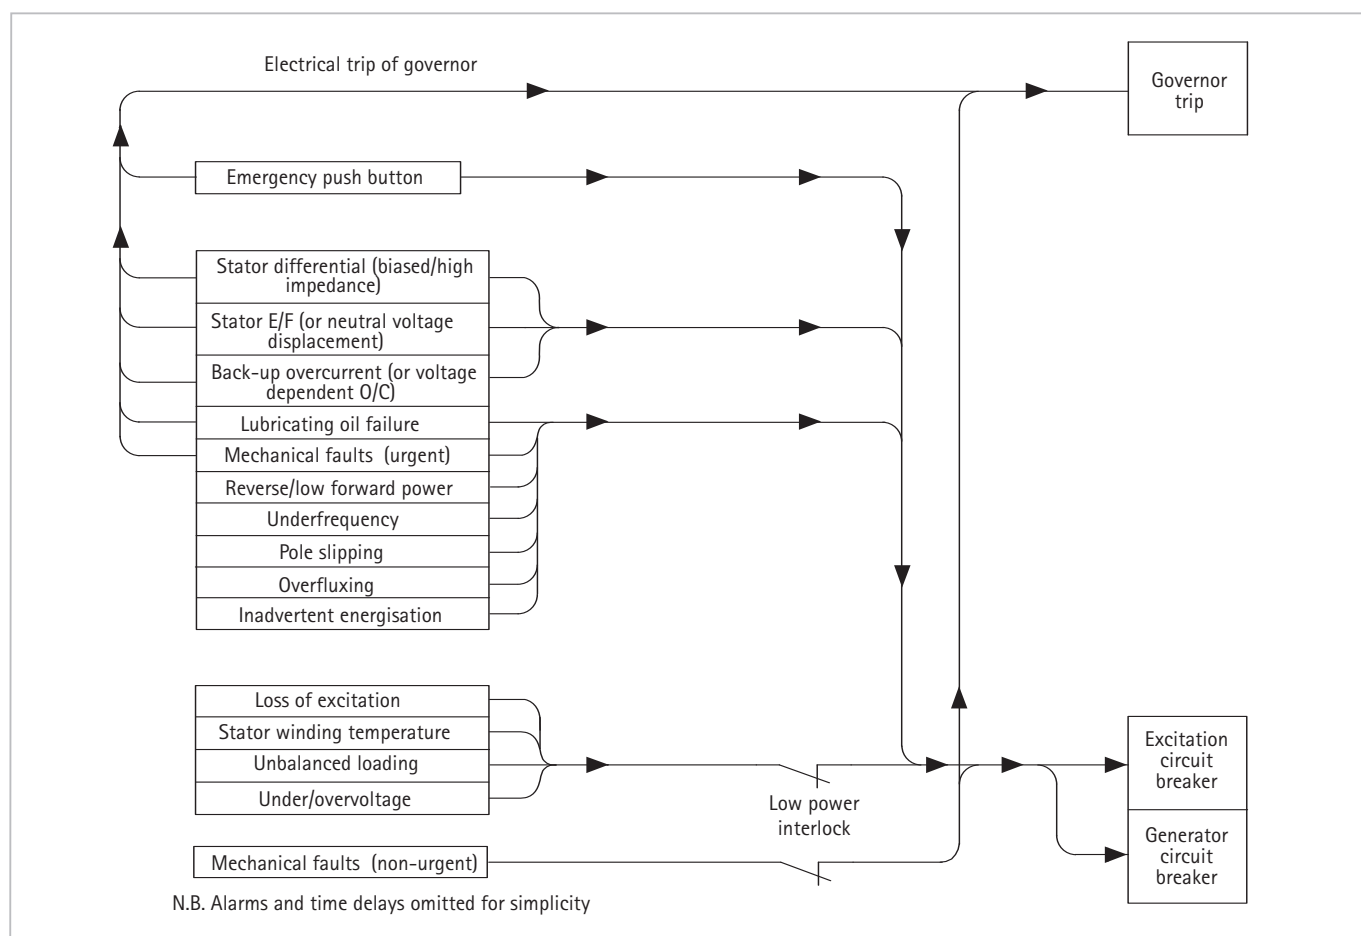 Electrical trip of governor
Governor
trip
Emergency push button
Stator differential (biased/high
impedance)
Stator E/F (or neutral voltage
displacement)
Back-up overcurrent (or voltage
dependent O/C)
Lubricating oil failure
Mechanical faults (urgent)
Reverse/low forward power
Underfrequency
Pole slipping
Overfluxing
Inadvertent energisation
Loss of excitation
Stator winding temperature
Unbalanced loading
Under/overvoltage
Low power
interlock
Excitation
circuit
breaker
Generator
circuit
breaker
Mechanical faults (non-urgent)
N.B. Alarms and time delays omitted for simplicity